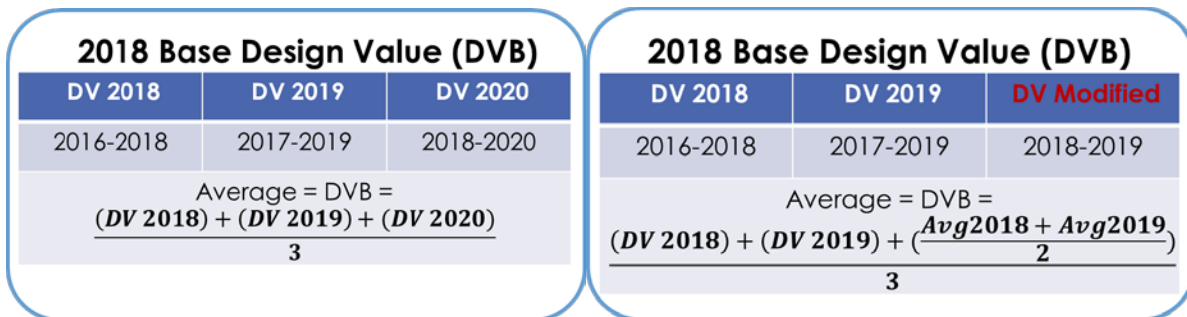 2018 Base Design Value (DVB)
DV 2018 DV 2019 DV 2020
2016-2018 2017-2019 2018-2020
Average = DVB =
(DV 2018) + (DV 2019) + (DV 2020)
3
2018 Base Design Value (DVB)
DV 2018 DV 2019 DV Modified
2016-2018 2017-2019 2018-2019
Average = DVB =
(DV 2018) + (DV 2019) + (Avg2018 + Avg2019
2)
3